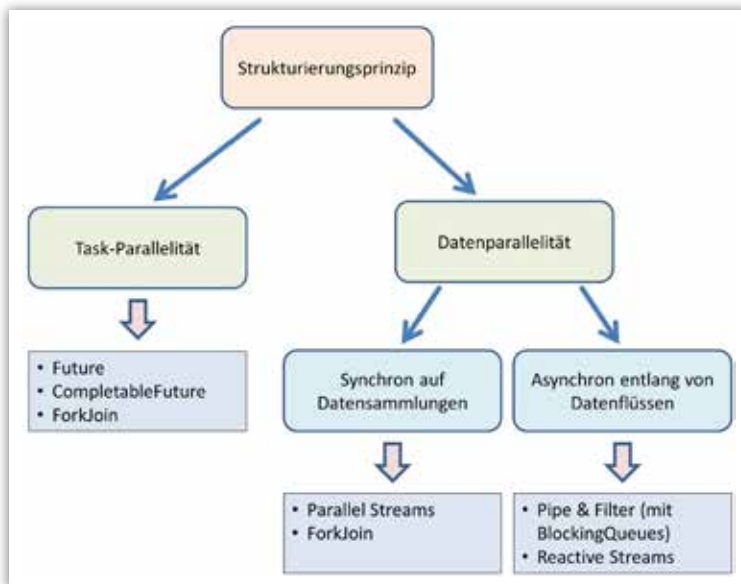 Strukturierungsprinzip
Task-Parallelität
Datenparallelität
• Future
• CompletableFuture
• ForkJoin
Synchron auf
Datensammlungen
Asynchron entlang von
Datenflüssen
• Parallel Streams
• ForkJoin
• Pipe & Filter (mit
BlockingQueues)
• Reactive Streams